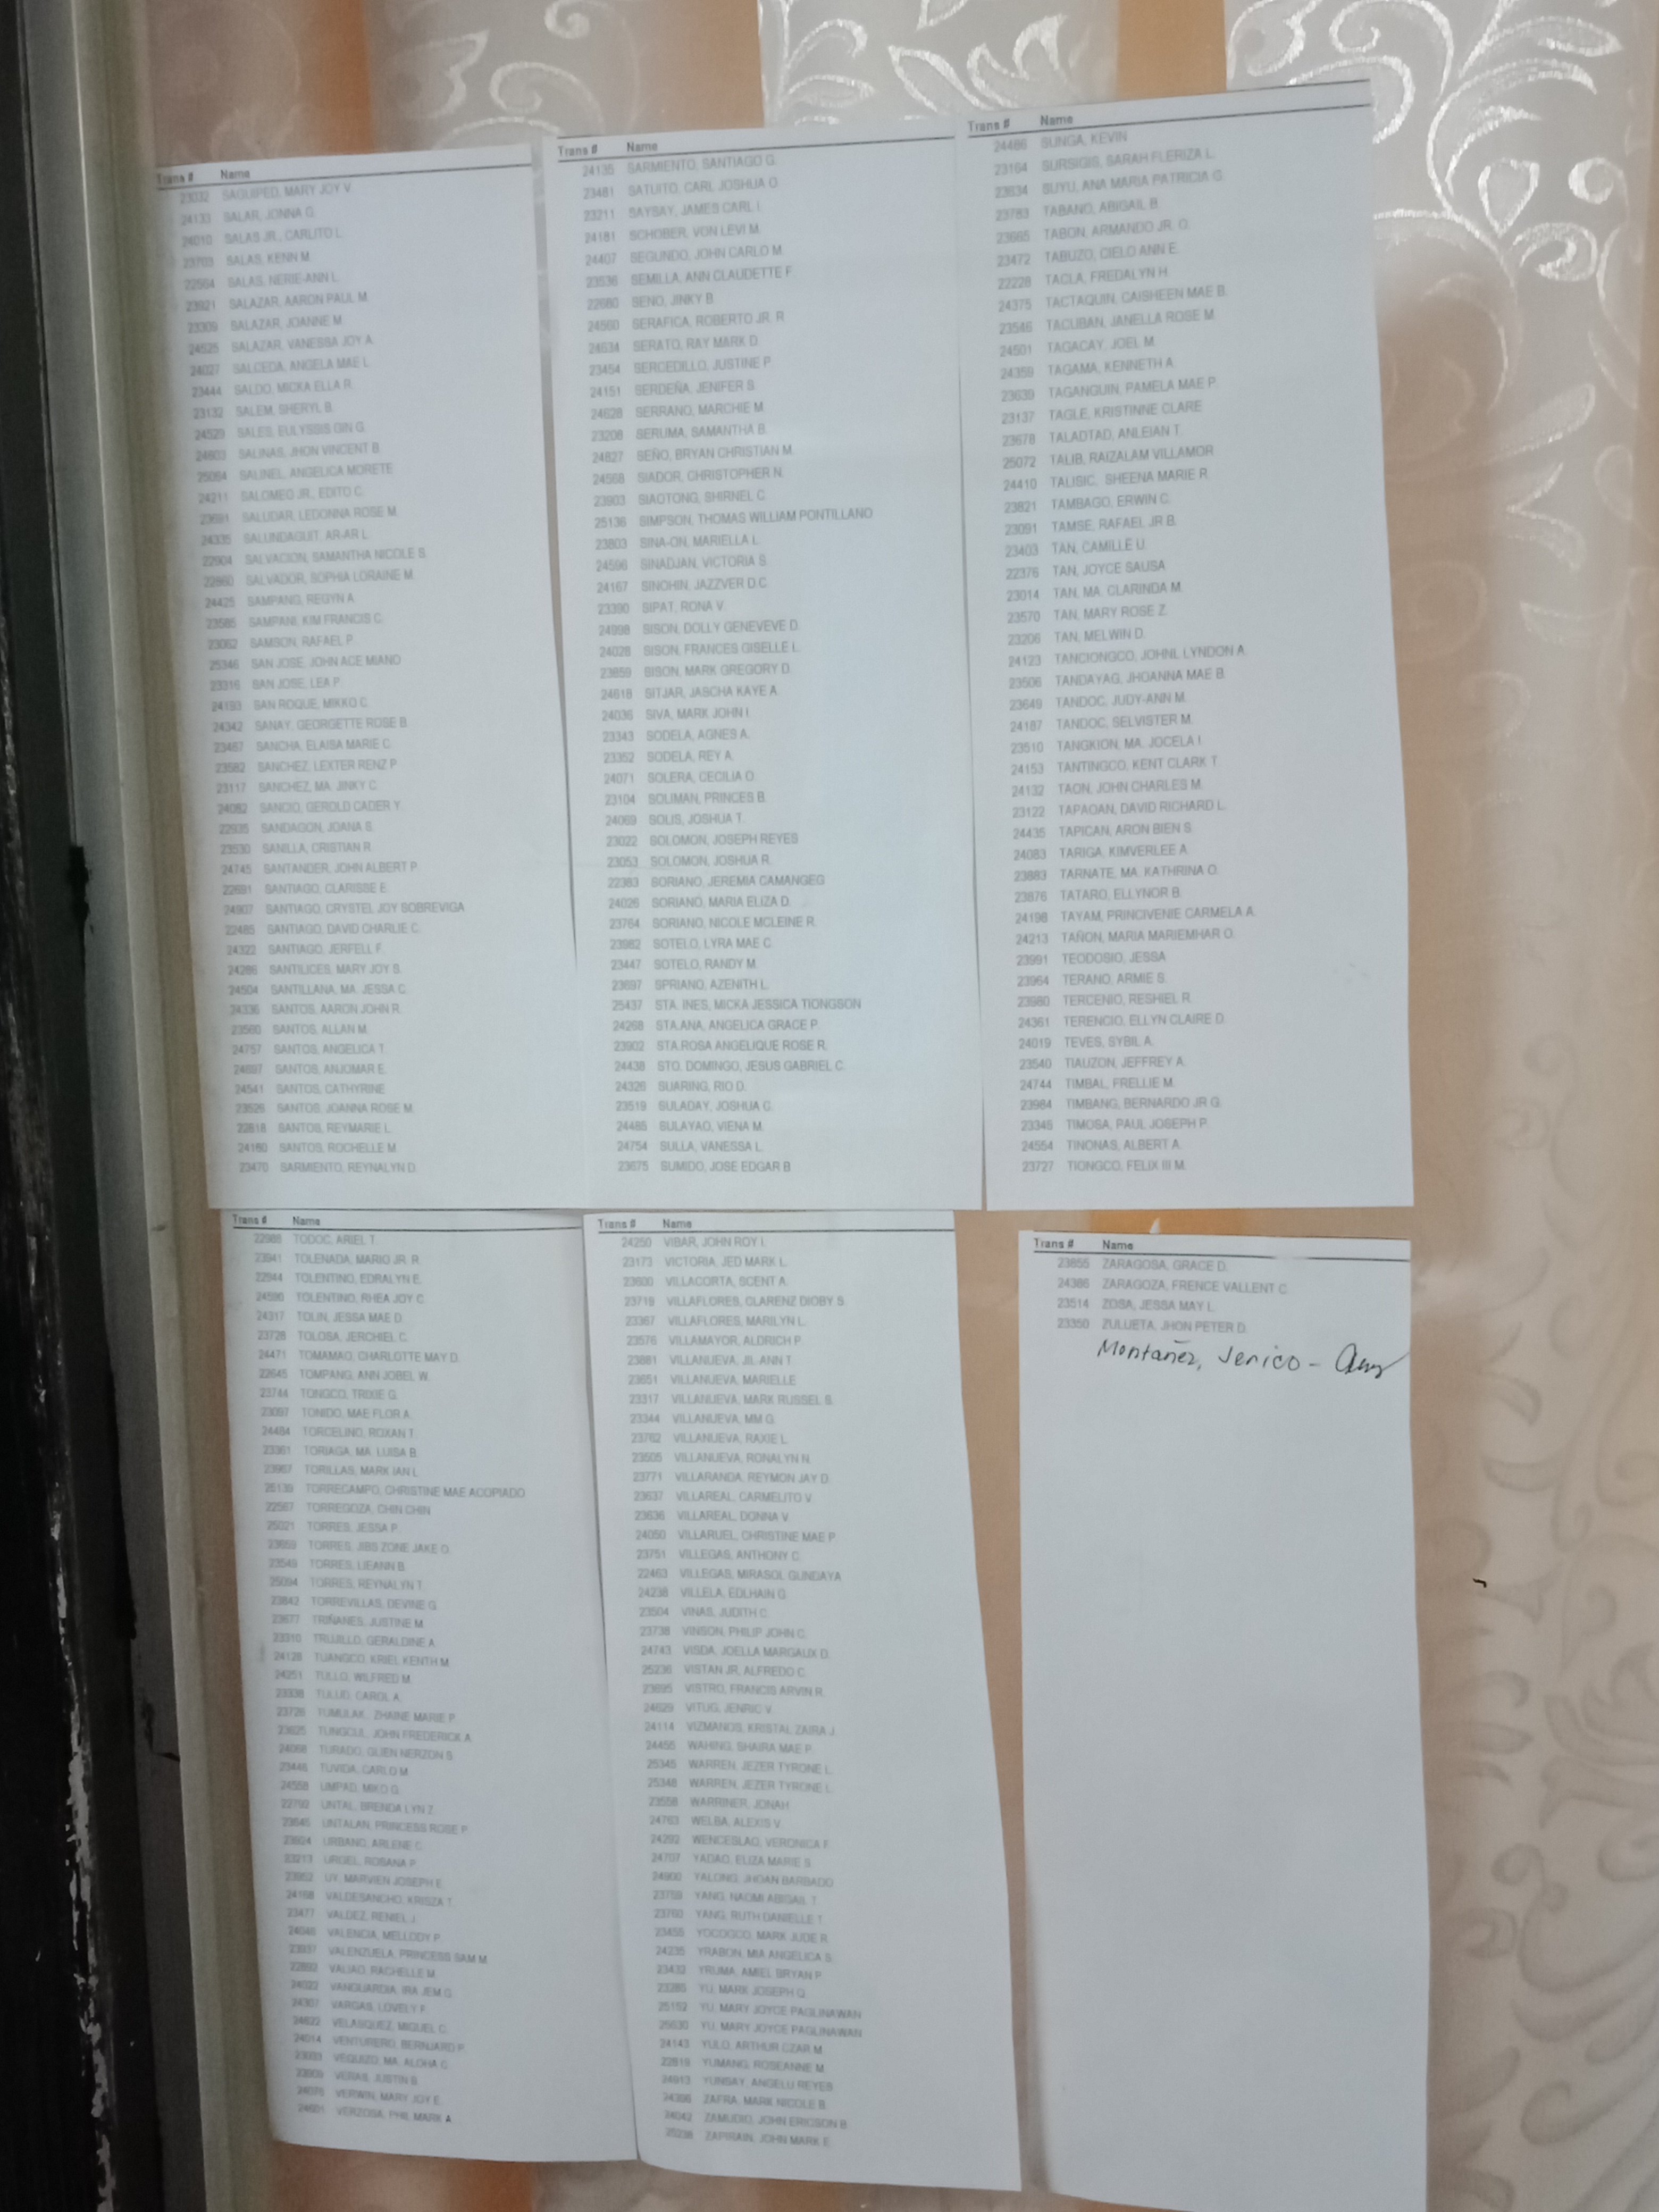 Trans # Name
23032 SAGUIPED, MARY JOY V.
24133 SALAR, JONNA G.
24010 SALAS JR., CARLITO L.
23703 SALAS, KENN M.
22564 SALAS, NERIE-ANN L.
23921 SALAZAR, AARON PAUL M.
23309 SALAZAR, JOANNE M.
24525 SALAZAR, VANESSA JOY A.
24027 SALCEDA, ANGELA MAE L.
23444 SALDO, MICKA ELLA R.
23132 SALEM, SHERYL B.
24529 SALES, EULYSSIS GIN G.
24603 SALINAS, JHON VINCENT B.
25064 SALINEL, ANGELICA MORETE
24211 SALOMEO JR., EDITO C.
23691 SALUDAR, LEDONNA ROSE M.
24335 SALUNDAGUIT, AR-AR L.
22904 SALVACION, SAMANTHA NICOLE S.
22860 SALVADOR, SOPHIA LORAINE M.
24425 SAMPANG, REGYN A.
23585 SAMPANI, KIM FRANCIS C.
23062 SAMSON, RAFAEL P.
25346 SAN JOSE, JOHN ACE MIANO
23316 SAN JOSE, LEA P.
24193 SAN ROQUE, MIKKO C.
24342 SANAY, GEORGETTE ROSE B.
23467 SANCHA, ELAISA MARIE C.
23582 SANCHEZ, LEXTER RENZ P.
23117 SANCHEZ, MA. JINKY C.
24082 SANCIO, GEROLD CADER Y.
22935 SANDAGON, JOANA S.
23530 SANILLA, CRISTIAN R.
24745 SANTANDER, JOHN ALBERT P.
22691 SANTIAGO, CLARISSE E.
24907 SANTIAGO, CRYSTEL JOY SOBREVIGA
22485 SANTIAGO, DAVID CHARLIE C.
24322 SANTIAGO, JERFELL F.
24286 SANTILICES, MARY JOY S.
24504 SANTILLANA, MA. JESSA C.
24336 SANTOS, AARON JOHN R.
23560 SANTOS, ALLAN M.
24757 SANTOS, ANGELICA T.
24697 SANTOS, ANJOMAR E.
24541 SANTOS, CATHYRINE
23526 SANTOS, JOANNA ROSE M.
22818 SANTOS, REYMARIE L.
24160 SANTOS, ROCHELLE M.
23470 SARMIENTO, REYNALYN D.
Trans # Name
24135 SARMIENTO, SANTIAGO G.
23481 SATUITO, CARL JOSHUA O.
23211 SAYSAY, JAMES CARL I.
24181 SCHOBER, VON LEVI M.
24407 SEGUNDO, JOHN CARLO M.
23536 SEMILLA, ANN CLAUDETTE F.
22680 SENO, JINKY B.
24560 SERAFICA, ROBERTO JR. R.
24634 SERATO, RAY MARK D.
23454 SERCEDILLO, JUSTINE P.
24151 SERDEÑA, JENIFER S.
24628 SERRANO, MARCHIE M.
23208 SERUMA, SAMANTHA B.
24827 SEÑO, BRYAN CHRISTIAN M.
24568 SIADOR, CHRISTOPHER N.
23903 SIAOTONG, SHIRNEL C.
25136 SIMPSON, THOMAS WILLIAM PONTILLANO
23803 SINA-ON, MARIELLA L.
24596 SINADJAN, VICTORIA S.
24167 SINOHIN, JAZZVER D.C.
23390 SIPAT, RONA V.
24998 SISON, DOLLY GENEVEVE D.
24028 SISON, FRANCES GISELLE L.
23859 SISON, MARK GREGORY D.
24618 SITJAR, JASCHA KAYE A.
24036 SIVA, MARK JOHN I.
23343 SODELA, AGNES A.
23352 SODELA, REY A.
24071 SOLERA, CECILIA O.
23104 SOLIMAN, PRINCES B.
24069 SOLIS, JOSHUA T.
23022 SOLOMON, JOSEPH REYES
23053 SOLOMON, JOSHUA R.
22383 SORIANO, JEREMIA CAMANGEG
24026 SORIANO, MARIA ELIZA D.
23764 SORIANO, NICOLE MCLEINE R.
23982 SOTELO, LYRA MAE C.
23447 SOTELO, RANDY M.
23697 SPRIANO, AZENITH L.
25437 STA. INES, MICKA JESSICA TIONGSON
24268 STA.ANA, ANGELICA GRACE P.
23902 STA.ROSA ANGELIQUE ROSE R.
24438 STO. DOMINGO, JESUS GABRIEL C.
24326 SUARING, RIO D.
23519 SULADAY, JOSHUA C.
24485 SULAYAO, VIENA M.
24754 SULLA, VANESSA L.
23675 SUMIDO, JOSE EDGAR B
Trans # Name
24486 SUNGA, KEVIN
23164 SURSIGIS, SARAH FLERIZA L.
23634 SUYU, ANA MARIA PATRICIA G.
23783 TABANO, ABIGAIL B.
23665 TABON, ARMANDO JR. O.
23472 TABUZO, CIELO ANN E.
22228 TACLA, FREDALYN H.
24375 TACTAQUIN, CAISHEEN MAE B.
23546 TACUBAN, JANELLA ROSE M.
24501 TAGACAY, JOEL M.
24359 TAGAMA, KENNETH A.
23639 TAGANGUIN, PAMELA MAE P.
23137 TAGLE, KRISTINNE CLARE
23678 TALADTAD, ANLEIAN T.
25072 TALIB, RAIZALAM VILLAMOR
24410 TALISIC, SHEENA MARIE R.
23821 TAMBAGO, ERWIN C.
23091 TAMSE, RAFAEL JR B.
23403 TAN, CAMILLE U.
22376 TAN, JOYCE SAUSA
23014 TAN, MA. CLARINDA M.
23570 TAN, MARY ROSE Z.
23206 TAN, MELWIN D.
24123 TANCIONGCO, JOHNL LYNDON A.
23506 TANDAYAG, JHOANNA MAE B.
23649 TANDOC, JUDY-ANN M.
24187 TANDOC, SELVISTER M.
23510 TANGKION, MA. JOCELA I.
24153 TANTINGCO, KENT CLARK T.
24132 TAON, JOHN CHARLES M.
23122 TAPAOAN, DAVID RICHARD L.
24435 TAPICAN, ARON BIEN S.
24083 TARIGA, KIMVERLEE A.
23883 TARNATE, MA. KATHRINA O.
23876 TATARO, ELLYNOR B.
24198 TAYAM, PRINCIVENIE CARMELA A.
24213 TAÑON, MARIA MARIEMHAR O.
23991 TEODOSIO, JESSA
23964 TERANO, ARMIE S.
23980 TERCENIO, RESHIEL R.
24361 TERENCIO, ELLYN CLAIRE D.
24019 TEVES, SYBIL A.
23540 TIAUZON, JEFFREY A.
24744 TIMBAL, FRELLIE M.
23984 TIMBANG, BERNARDO JR G.
23345 TIMOSA, PAUL JOSEPH P.
24554 TINONAS, ALBERT A.
23727 TIONGCO, FELIX III M.
Trans # Name
22988 TODOC, ARIEL T.
23941 TOLENADA, MARIO JR. R.
22944 TOLENTINO, EDRALYN E.
24590 TOLENTINO, RHEA JOY C.
24317 TOLIN, JESSA MAE D.
23728 TOLOSA, JERCHIEL C.
24471 TOMAMAO, CHARLOTTE MAY D.
22645 TOMPANG, ANN JOBEL W.
23744 TONGCO, TRIXIE G.
23097 TONIDO, MAE FLOR A.
24484 TORCELINO, ROXAN T.
23361 TORIAGA, MA. LUISA B.
23967 TORILLAS, MARK IAN L.
25139 TORRECAMPO, CHRISTINE MAE ACOPIADO
22567 TORREGOZA, CHIN CHIN
25021 TORRES, JESSA P.
23659 TORRES, JIBS ZONE JAKE O.
23549 TORRES, LIEANN B.
25094 TORRES, REYNALYN T.
23842 TORREVILLAS, DEVINE G.
23677 TRIÑANES, JUSTINE M.
23310 TRUJILLO, GERALDINE A.
24128 TUANGCO, KRIEL KENTH M.
24251 TULLO, WILFRED M.
23338 TULUD, CAROL A.
23726 TUMULAK, ZHAINE MARIE P.
23625 TUNGCUL, JOHN FREDERICK A.
24068 TURADO, GLIEN NERZON S.
23446 TUVIDA, CARLO M.
24558 UMPAD, MIKO G.
22792 UNTAL, BRENDA LYN Z.
23645 UNTALAN, PRINCESS ROSE P.
23924 URBANO, ARLENE C.
23213 URGEL, ROSANA P.
23952 UY, MARVIEN JOSEPH E.
24168 VALDESANCHO, KRISZA T.
23477 VALDEZ, RENIEL J.
24046 VALENCIA, MELLODY P.
23937 VALENZUELA, PRINCESS SAM M.
22893 VALIAO, RACHELLE M.
24022 VANGUARDIA, IRA JEM G.
24307 VARGAS, LOVELY F.
24622 VELASQUEZ, MIGUEL C.
24014 VENTURERO, BERNJARD P.
23033 VEQUIZO, MA. ALOHA C.
23909 VERAS, JUSTIN S.
24075 VERWIN, MARY JOY E.
24601 VERZOSA, PHIL MARK A
Trans # Name
24250 VIBAR, JOHN ROY I.
23173 VICTORIA, JED MARK L.
23600 VILLACORTA, SCENT A.
23719 VILLAFLORES, CLARENZ DIOBY S.
23367 VILLAFLORES, MARILYN L.
23576 VILLAMAYOR, ALDRICH P.
23881 VILLANUEVA, JIL ANN T.
23651 VILLANUEVA, MARIELLE
23317 VILLANUEVA, MARK RUSSEL S.
23344 VILLANUEVA, MM G.
23762 VILLANUEVA, RAXIE L.
23605 VILLANUEVA, RONALYN N.
23771 VILLARANDA, REYMON JAY D.
23637 VILLAREAL, CARMELITO V.
23636 VILLAREAL, DONNA V.
24050 VILLARUEL, CHRISTINE MAE P.
23751 VILLEGAS, ANTHONY C.
22463 VILLEGAS, MIRASOL GUNDAYA
24238 VILLELA, EDLHAIN G.
23504 VINAS, JUDITH C.
23738 VINSON, PHILIP JOHN C.
24743 VISDA, JOELLA MARGAUX D.
25236 VISTAN JR, ALFREDO C.
23695 VISTRO, FRANCIS ARVIN R.
24629 VITUG, JENRIC V.
24114 VIZMANOS, KRISTAL ZAIRA J.
24455 WAHING, SHAIRA MAE P.
25345 WARREN, JEZER TYRONE L.
25348 WARREN, JEZER TYRONE L.
23558 WARRINER, JONAH
24763 WELBA, ALEXIS V.
24292 WENCESLAO, VERONICA F.
24707 YADAO, ELIZA MARIE S.
24900 YALONG, JHOAN BARBADO
23759 YANG, NAOMI ABIGAIL T.
23760 YANG, RUTH DANIELLE T.
23455 YOCOGCO, MARK JUDE R.
24235 YRABON, MIA ANGELICA S.
23432 YRUMA, AMIEL BRYAN P.
23285 YU, MARK JOSEPH Q.
25152 YU, MARY JOYCE PAGLINAWAN
25630 YU, MARY JOYCE PAGLINAWAN
24143 YULO, ARTHUR CZAR M.
22819 YUMANG, ROSEANNE M.
24913 YUNSAY, ANGELU REYES
24396 ZAFRA, MARK NICOLE B.
24042 ZAMUDIO, JOHN ERICSON B.
25238 ZAPIRAIN, JOHN MARK E.
Trans # Name
23855 ZARAGOSA, GRACE D.
24386 ZARAGOZA, FRENCE VALLENT C.
23514 ZOSA, JESSA MAY L.
23350 ZULUETA, JHON PETER D.
Montañez, Jenico -